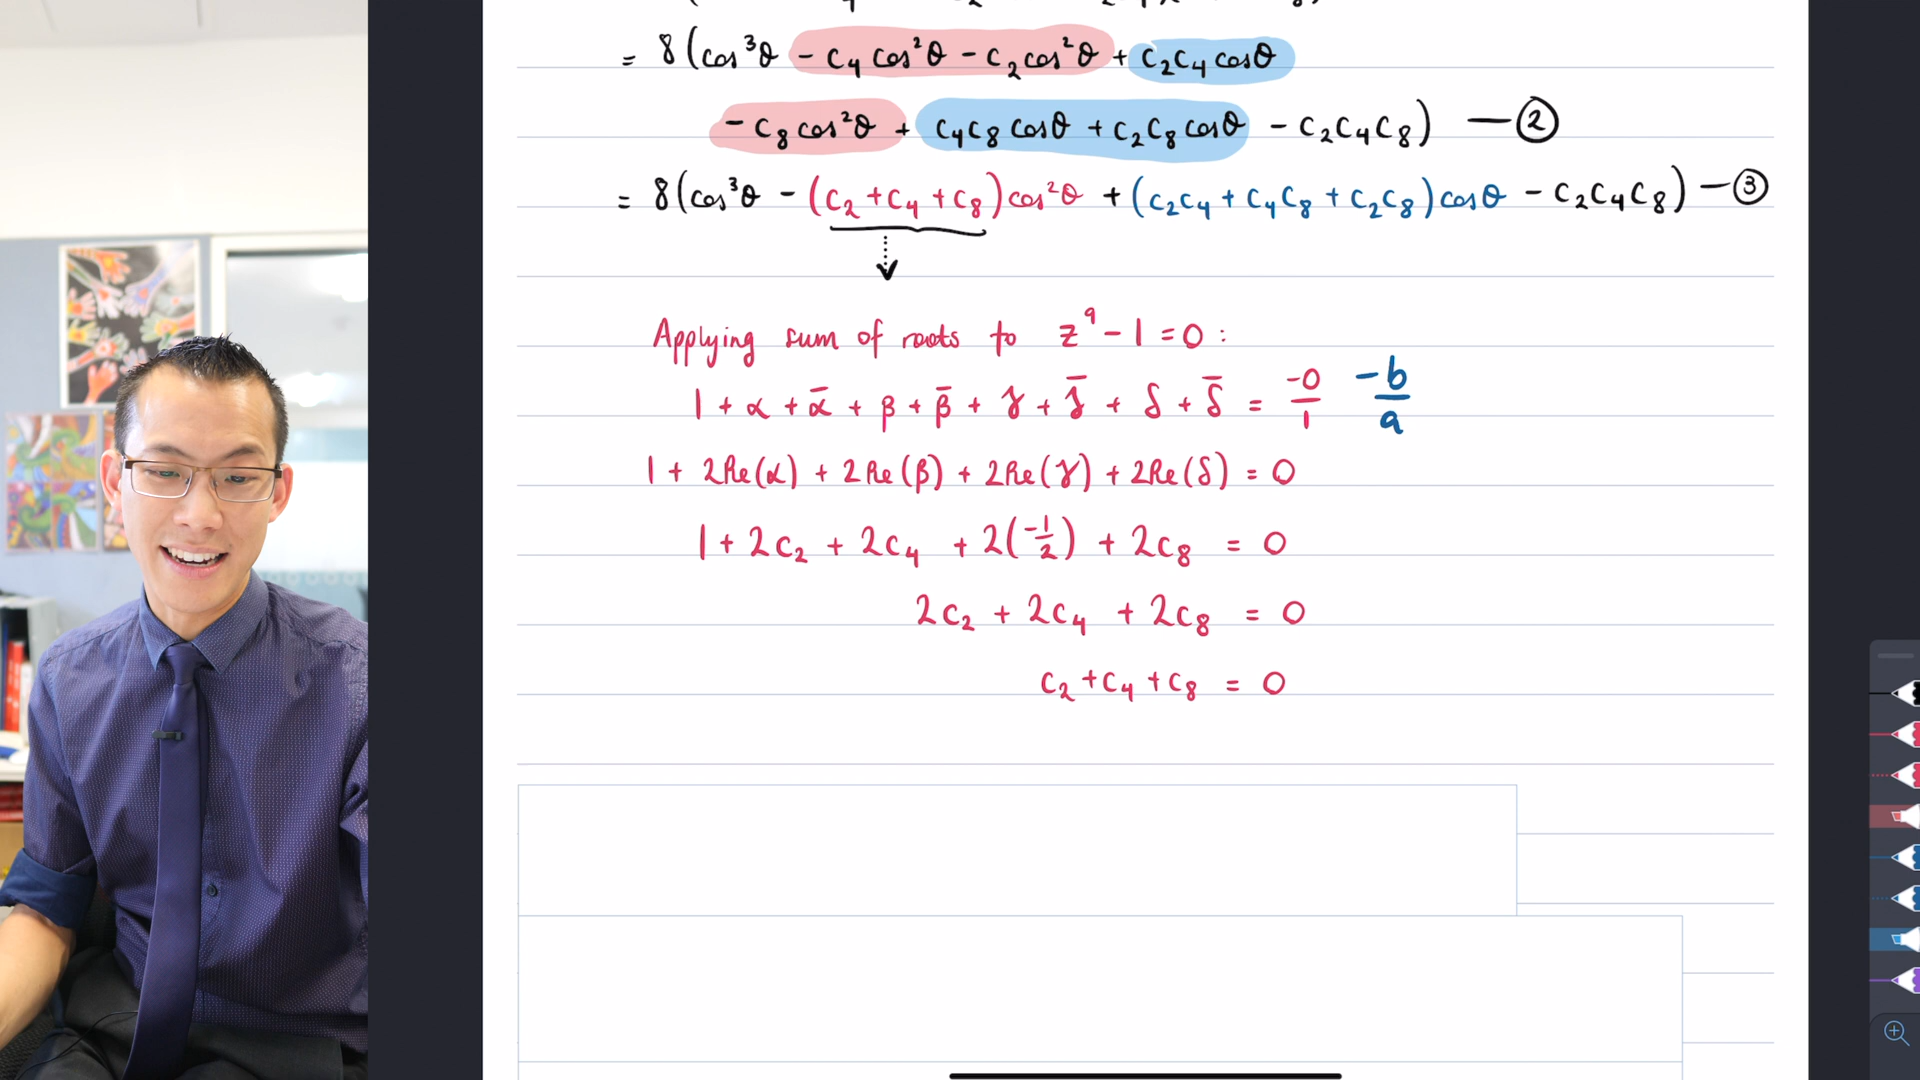 = 8(cos³θ - c₄cos²θ - c₂cos²θ + c₂c₄cosθ
- c₈cos²θ + c₄c₈cosθ + c₂c₈cosθ - c₂c₄c₈) —②
= 8(cos³θ - (c₂+c₄+c₈)cos²θ + (c₂c₄ + c₄c₈ + c₂c₈)cosθ - c₂c₄c₈) —③
Applying sum of roots to z⁹ - 1 = 0 :
1 + α + ᾱ + β + β̄ + γ + γ̄ + δ + δ̄ = -0/1 -b/a
1 + 2Re(α) + 2Re(β) + 2Re(γ) + 2Re(δ) = 0
1 + 2c₂ + 2c₄ + 2(-1/2) + 2c₈ = 0
2c₂ + 2c₄ + 2c₈ = 0
c₂ + c₄ + c₈ = 0